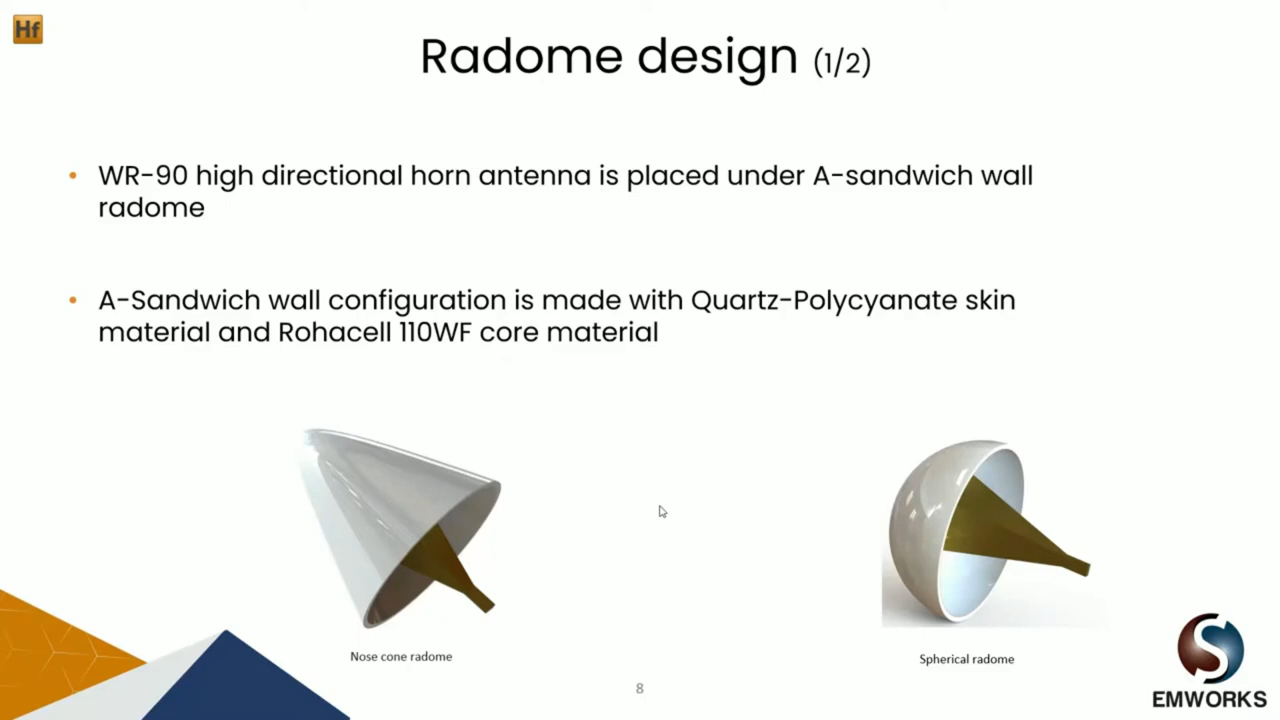 Hf
Radome design (1/2)
• WR-90 high directional horn antenna is placed under A-sandwich wall
radome
• A-Sandwich wall configuration is made with Quartz-Polycyanate skin
material and Rohacell 110WF core material
Nose cone radome
Spherical radome
8
EMWORKS